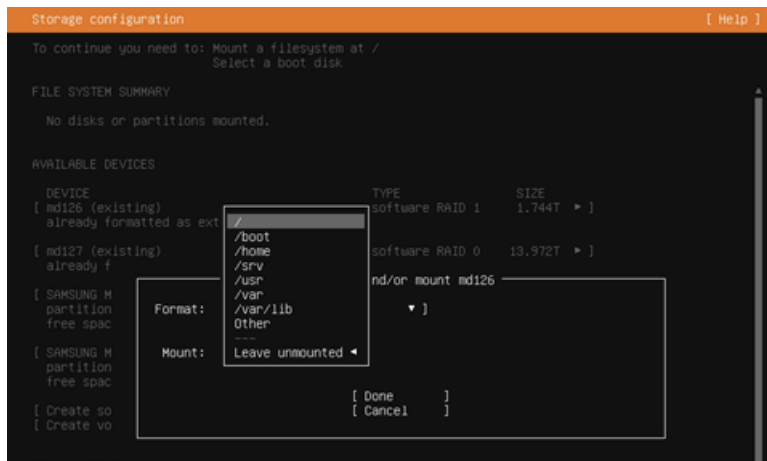 Storage configuration [ Help ]
To continue you need to: Mount a filesystem at /
Select a boot disk
FILE SYSTEM SUMMARY
No disks or partitions mounted.
AVAILABLE DEVICES
DEVICE TYPE SIZE
[ md126 (existing) software RAID 1 1.744T ► ]
already formatted as ext
[ md127 (existing) software RAID 0 13.972T ► ]
already f
nd/or mount md126
[ SAMSUNG M
partition
free spac
Format: ▼ ]
/
/boot
/home
/srv
/usr
/var
/var/lib
Other
---
Mount: Leave unmounted ◄
[ SAMSUNG M
partition
free spac
[ Done ]
[ Cancel ]
[ Create so
[ Create vo